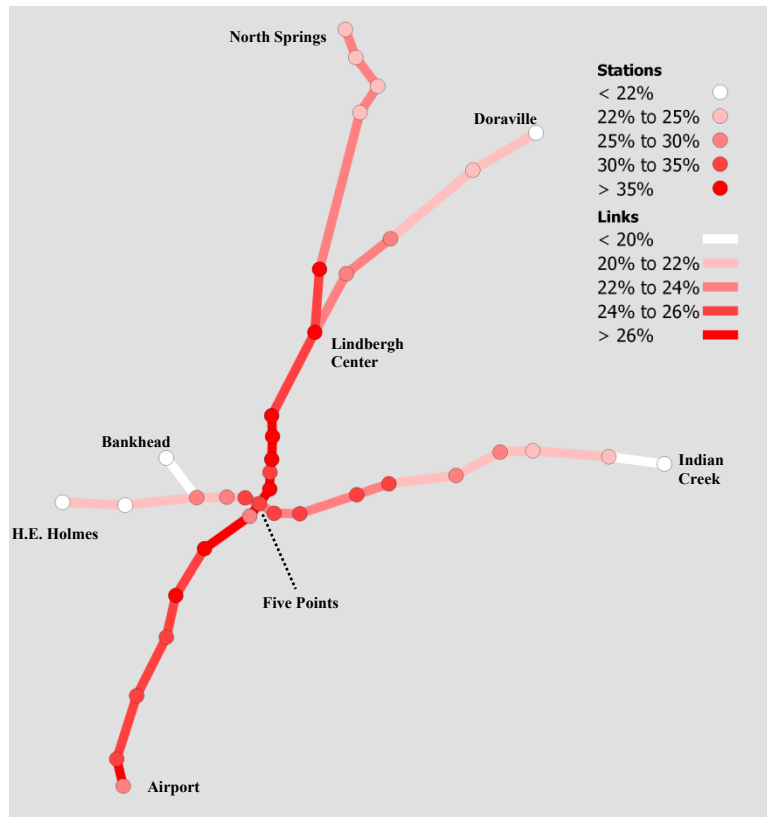 North Springs
Doraville
Stations
< 22%
22% to 25%
25% to 30%
30% to 35%
> 35%
Links
< 20%
20% to 22%
22% to 24%
24% to 26%
> 26%
Lindbergh
Center
Bankhead
Indian
Creek
H.E. Holmes
Five Points
Airport